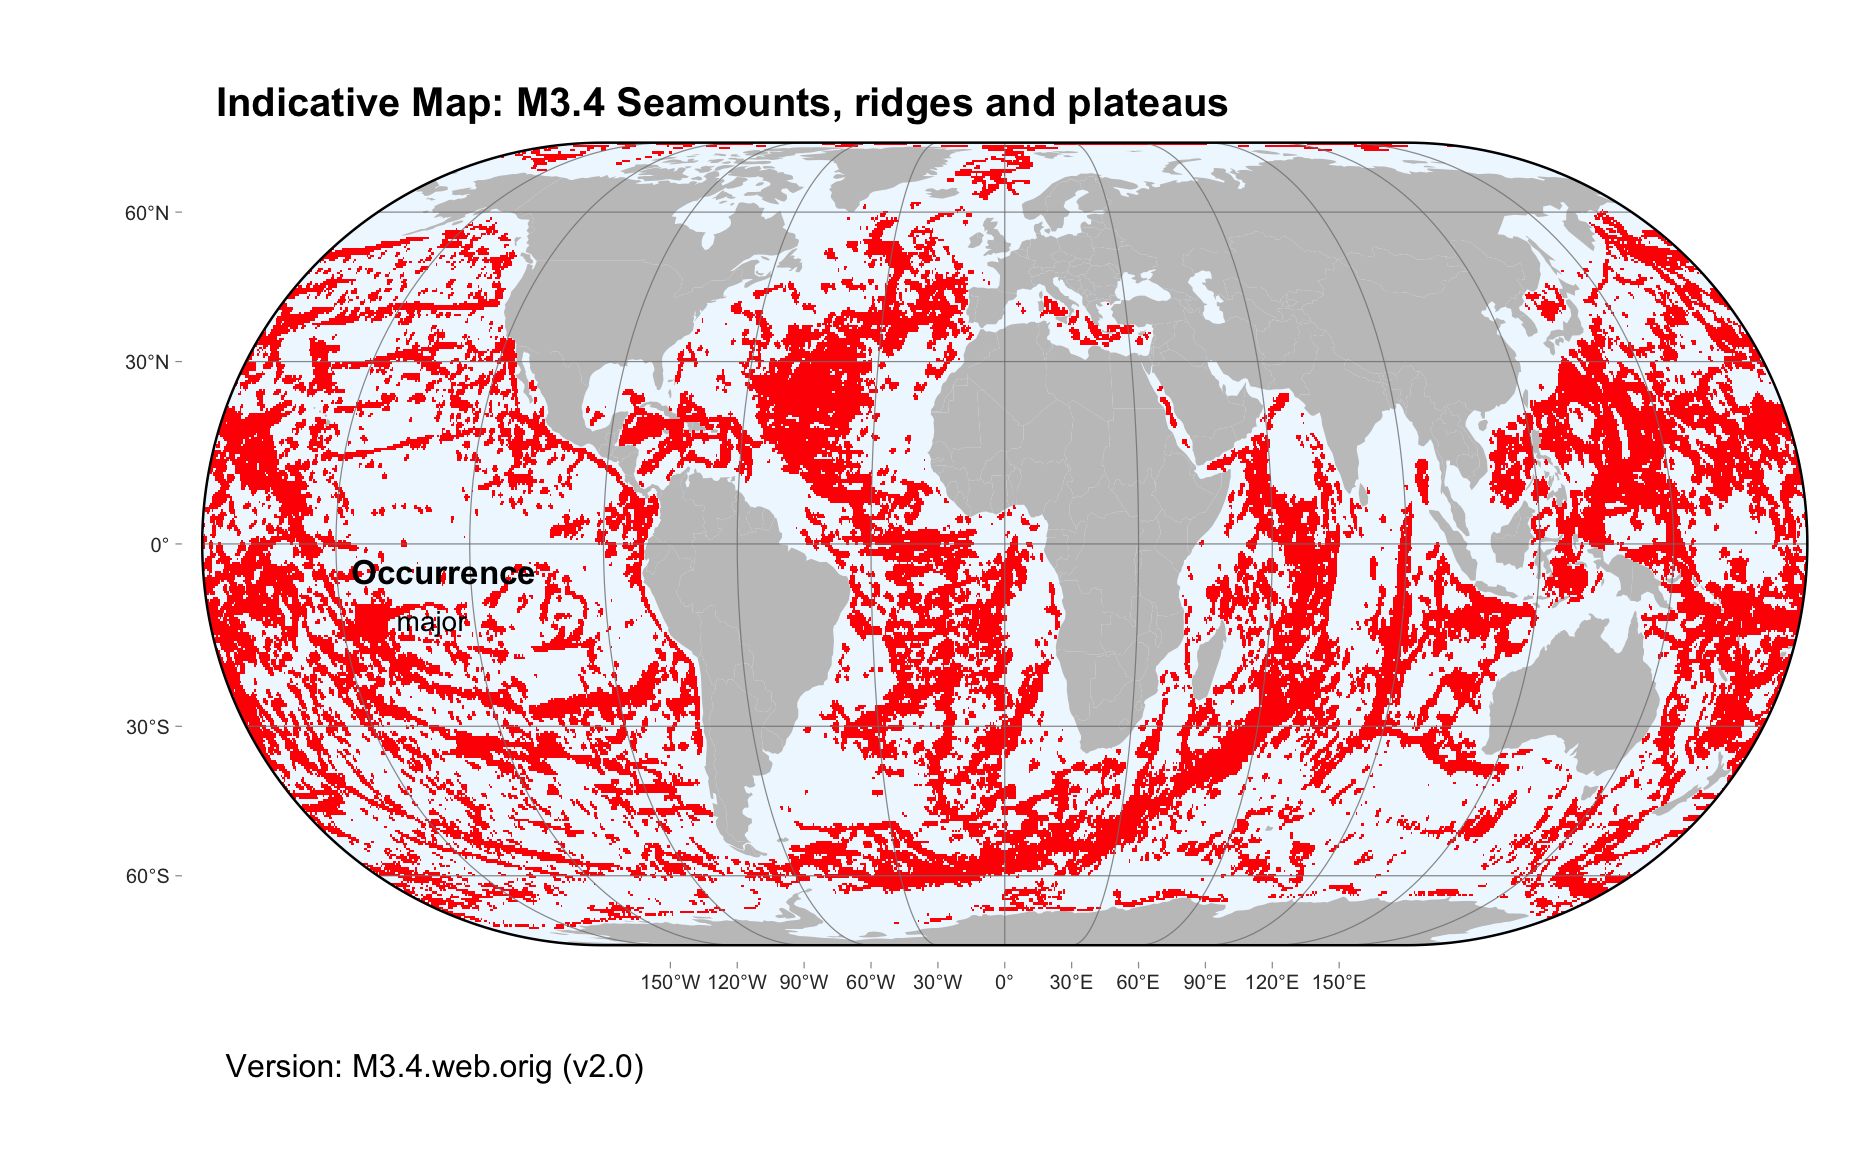 Indicative Map: M3.4 Seamounts, ridges and plateaus
60°N
30°N
0°
Occurrence
major
30°S
60°S
150°W 120°W 90°W 60°W 30°W 0° 30°E 60°E 90°E 120°E 150°E
Version: M3.4.web.orig (v2.0)